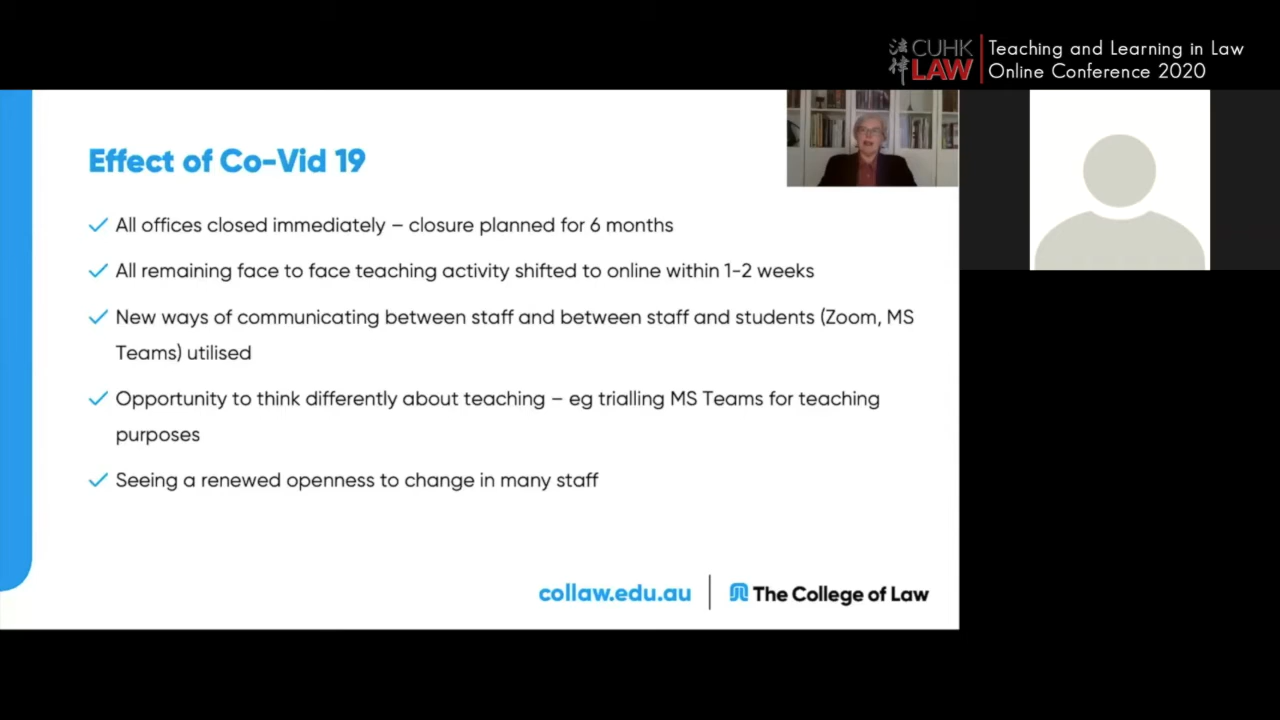 法律 CUHK LAW
Teaching and Learning in Law
Online Conference 2020
Effect of Co-Vid 19
All offices closed immediately – closure planned for 6 months
All remaining face to face teaching activity shifted to online within 1-2 weeks
New ways of communicating between staff and between staff and students (Zoom, MS
Teams) utilised
Opportunity to think differently about teaching – eg trialling MS Teams for teaching
purposes
Seeing a renewed openness to change in many staff
collaw.edu.au
The College of Law